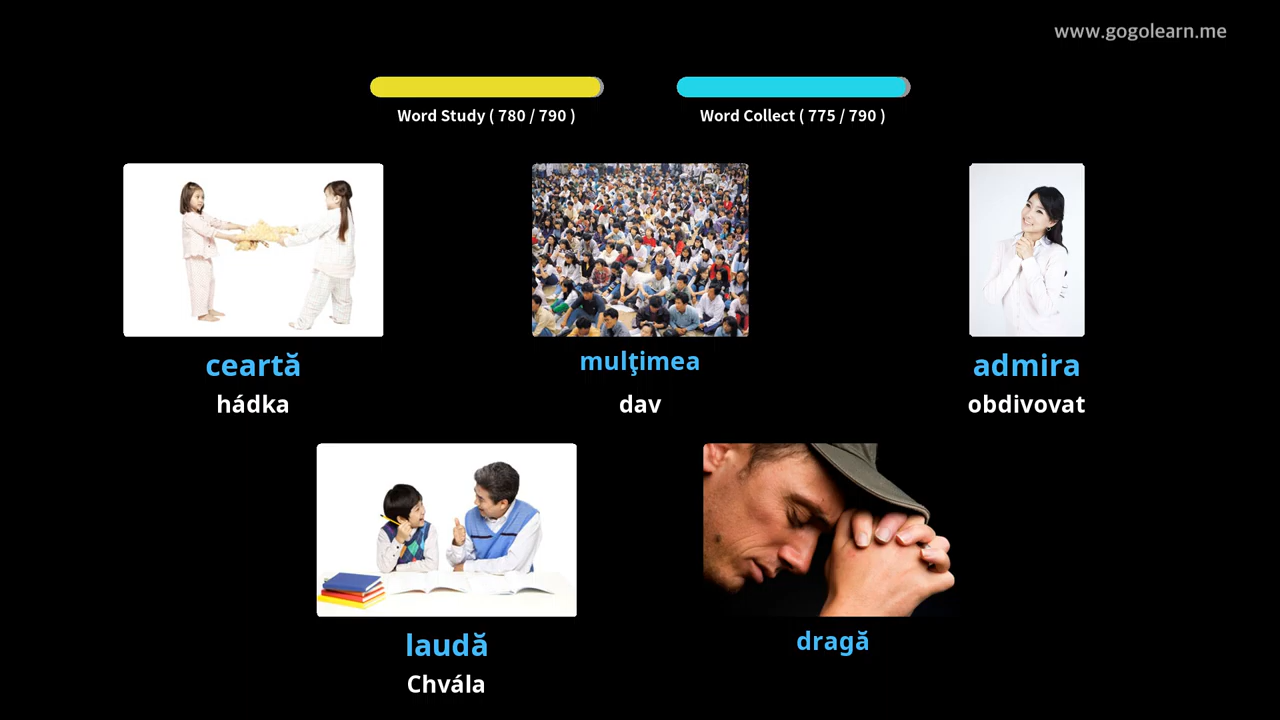 www.gogolearn.me
Word Study ( 780 / 790 )
Word Collect ( 775 / 790 )
ceartă
hádka
mulţimea
dav
admira
obdivovat
laudă
Chvála
dragă